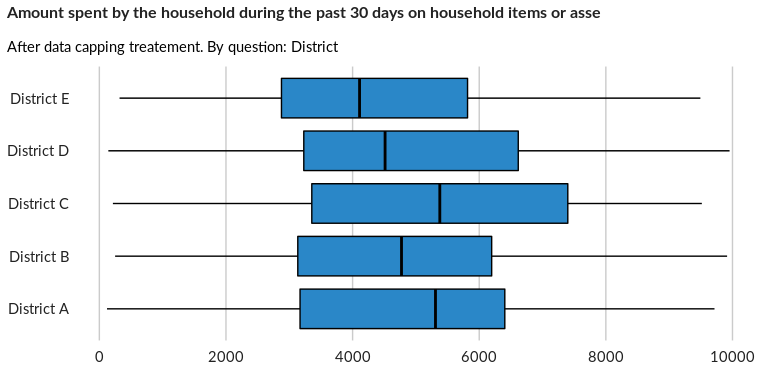 Amount spent by the household during the past 30 days on household items or asse
After data capping treatement. By question: District
District E
District D
District C
District B
District A
0 2000 4000 6000 8000 10000